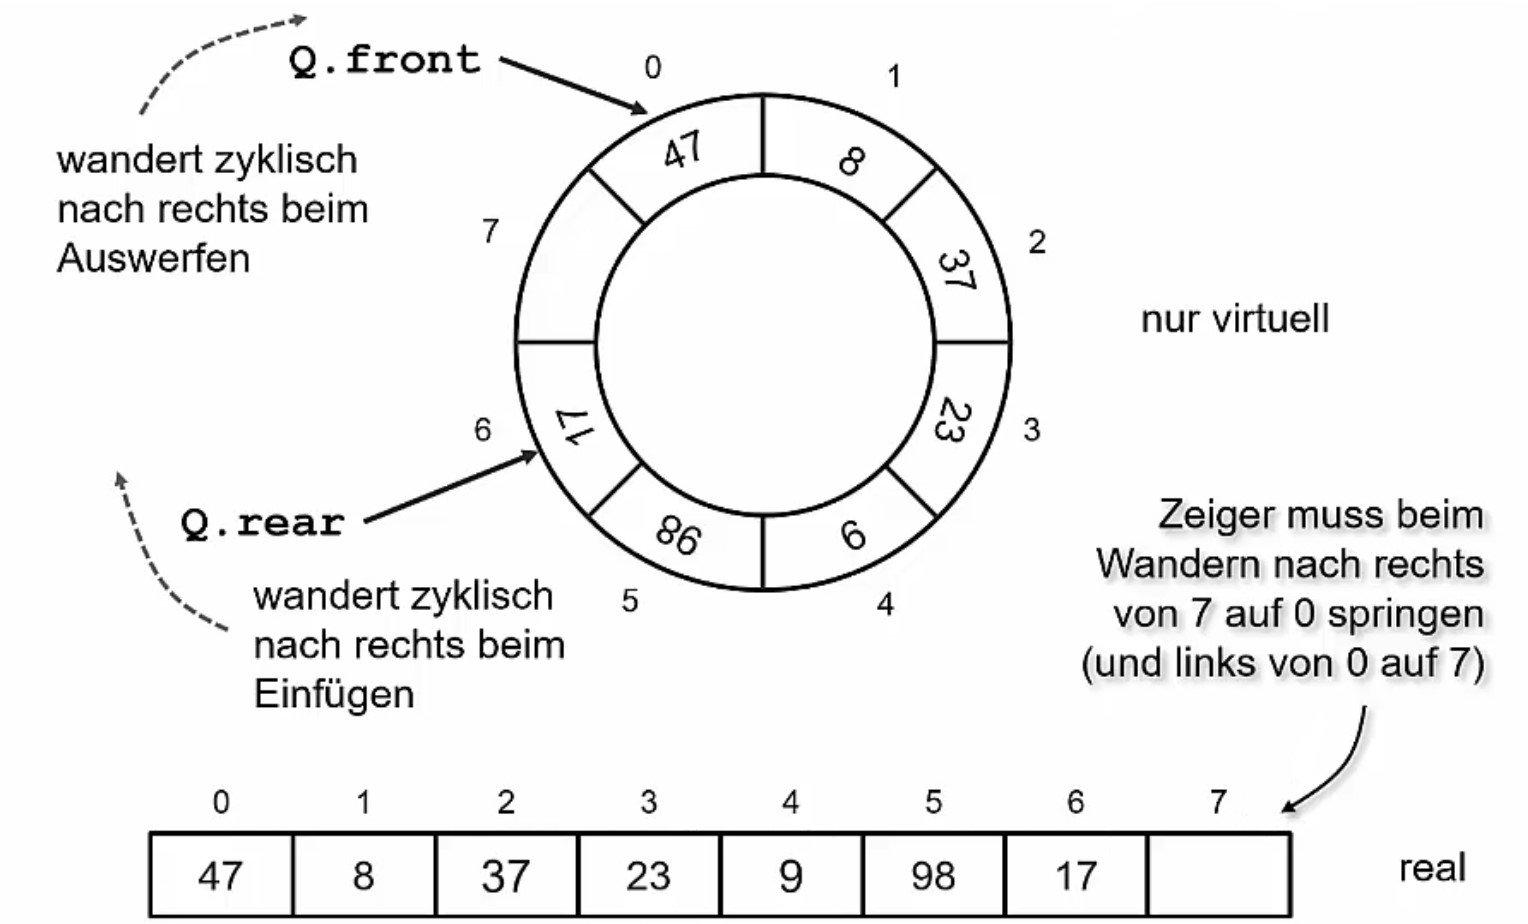 Q.front
wandert zyklisch
nach rechts beim
Auswerfen
0
1
2
3
4
5
6
7
47
8
37
23
9
98
17
nur virtuell
Q.rear
wandert zyklisch
nach rechts beim
Einfügen
Zeiger muss beim
Wandern nach rechts
von 7 auf 0 springen
(und links von 0 auf 7)
0 1 2 3 4 5 6 7
47 8 37 23 9 98 17
real